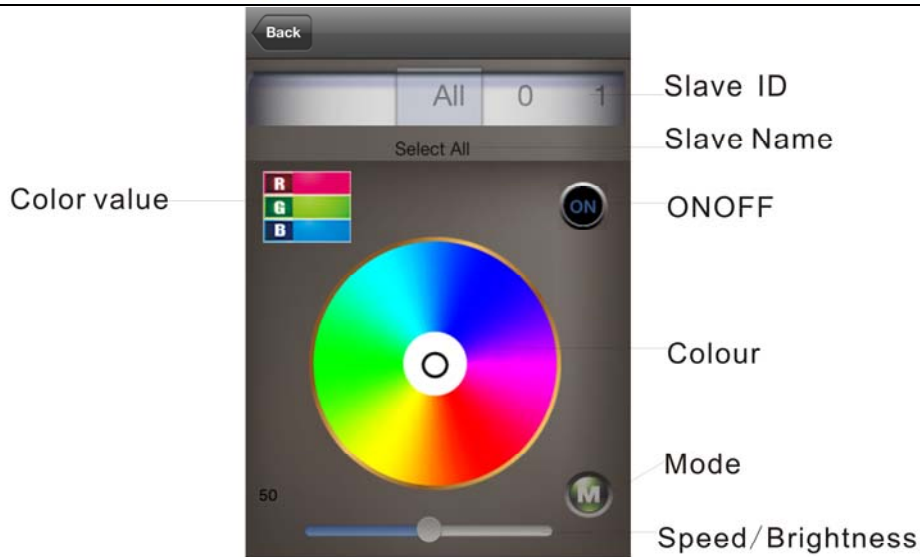 Back
All 0 1
Slave ID
Select All
Slave Name
Color value
R
G
B
ON
ONOFF
Colour
Mode
M
50
Speed/Brightness